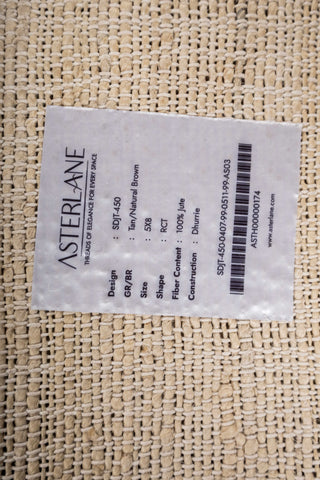 ASTERLANE
THREADS OF ELEGANCE FOR EVERY SPACE
Design : SDJT-450
GR/BR : Tan/Natural Brown
Size : 5X8
Shape : RCT
Fiber Content : 100% Jute
Construction : Dhurrie
SDJT-450-0407-99-0511-99-AS03
ASTH00000174
www.asterlane.com